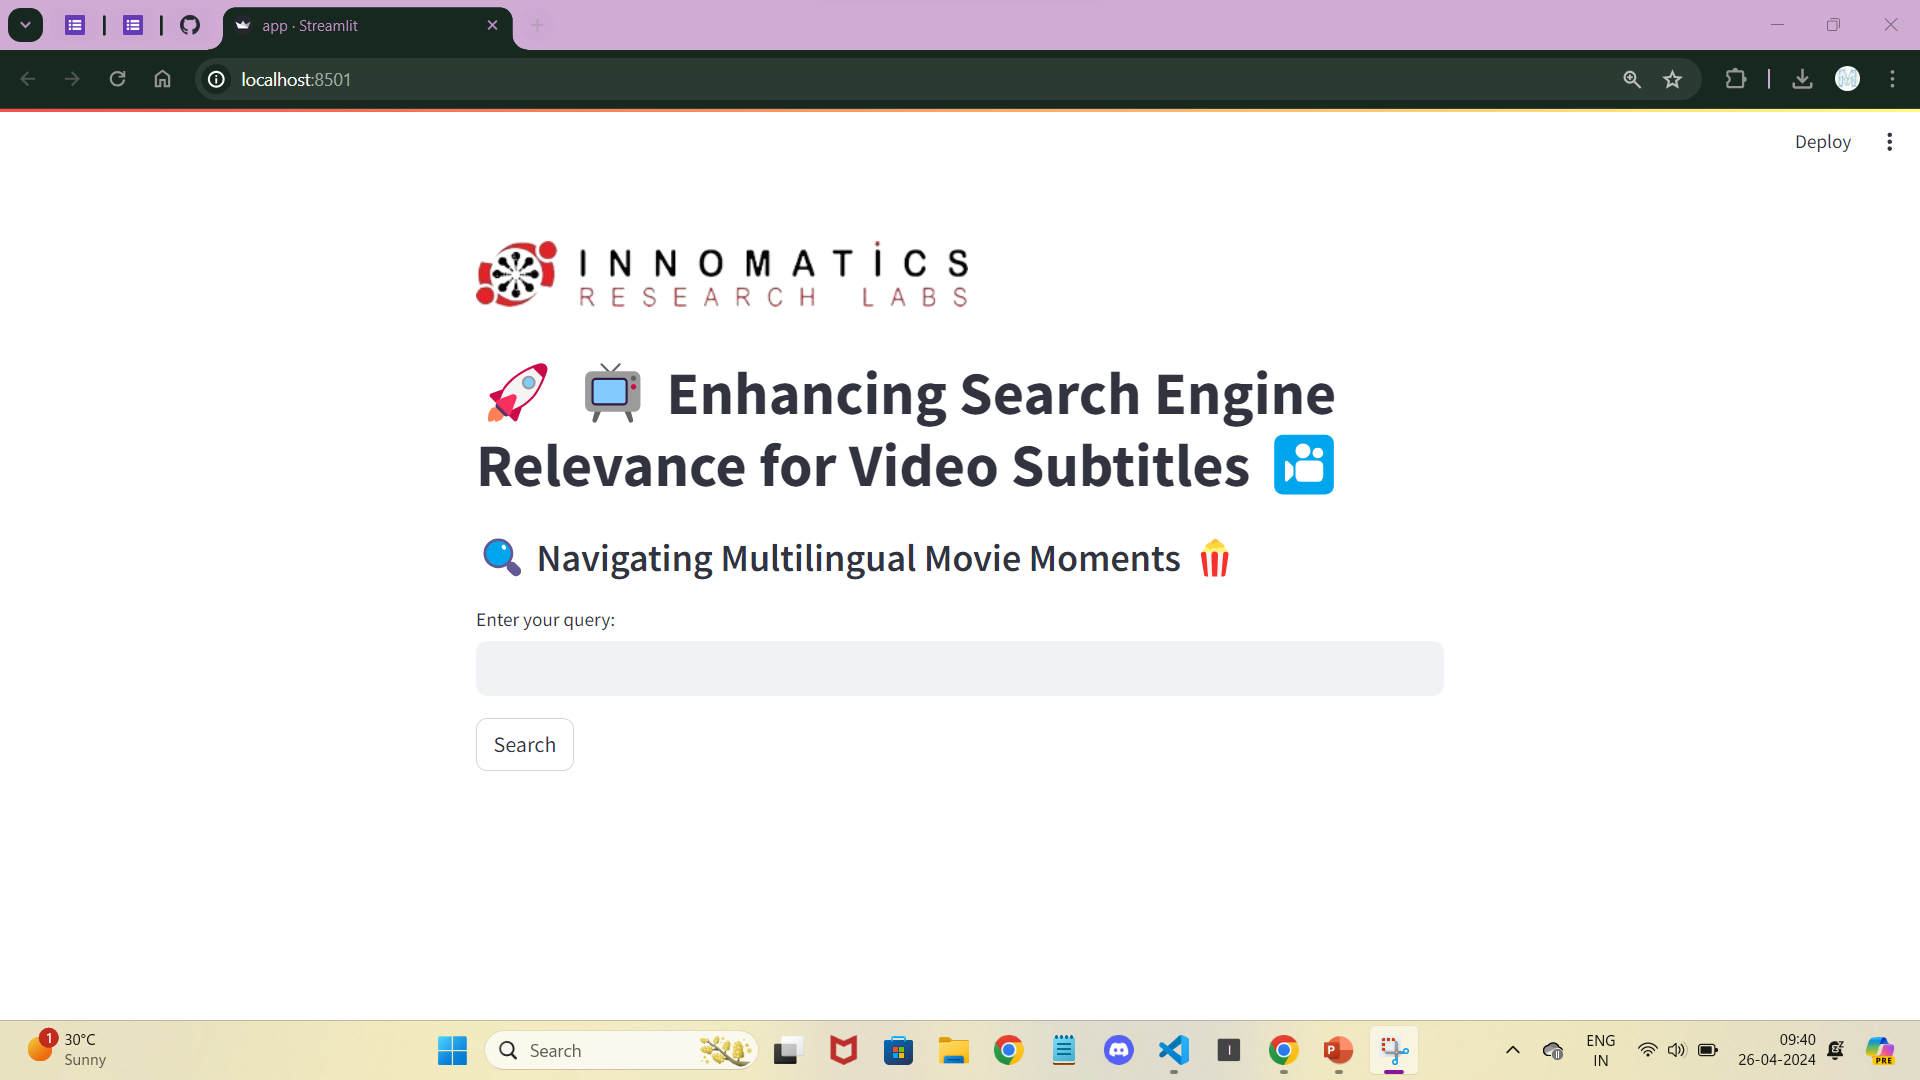 app · Streamlit
localhost:8501
Deploy
INNOMATICS
RESEARCH LABS
Enhancing Search Engine
Relevance for Video Subtitles
Navigating Multilingual Movie Moments
Enter your query:
Search
1
30°C
Sunny
Search
I
P
ENG
IN
09:40
26-04-2024
PRE